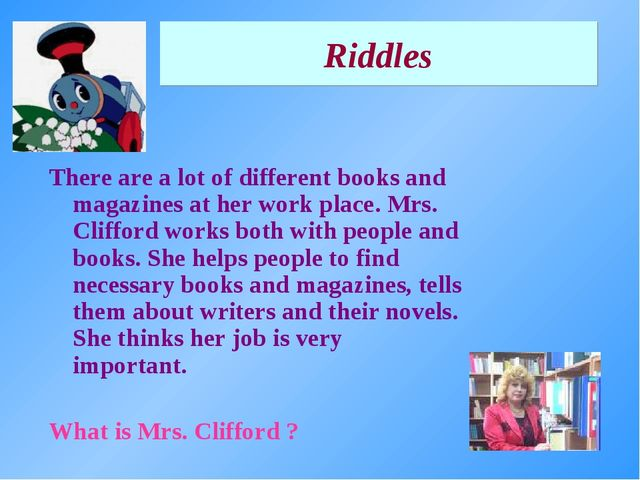 Riddles
There are a lot of different books and
magazines at her work place. Mrs.
Clifford works both with people and
books. She helps people to find
necessary books and magazines, tells
them about writers and their novels.
She thinks her job is very
important.
What is Mrs. Clifford ?